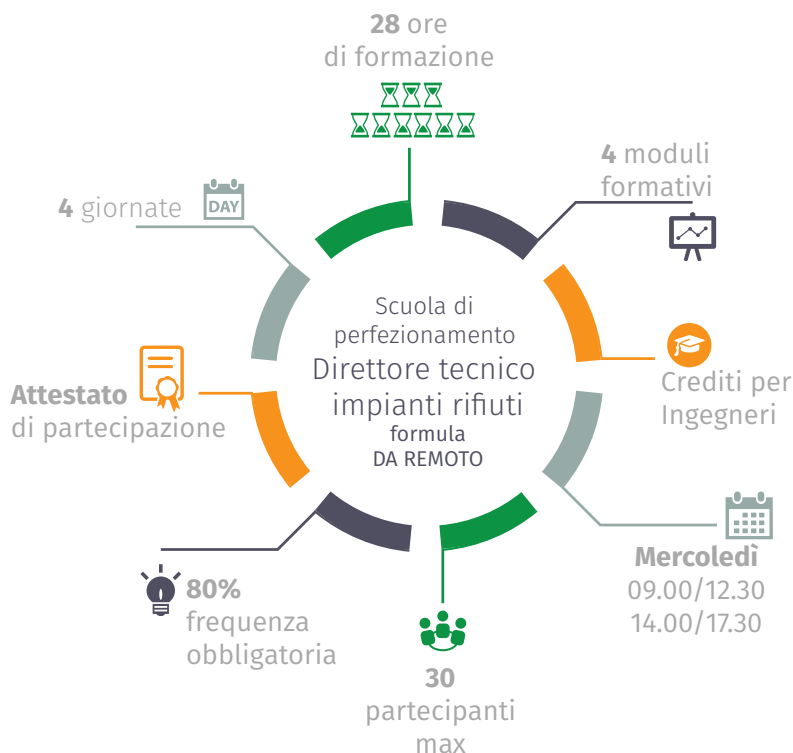 28 ore
di formazione
4 moduli
formativi
4 giornate
DAY
Scuola di
perfezionamento
Direttore tecnico
impianti rifiuti
formula
DA REMOTO
Crediti per
Ingegneri
Attestato
di partecipazione
Mercoledì
09.00/12.30
14.00/17.30
80%
frequenza
obbligatoria
30
partecipanti
max